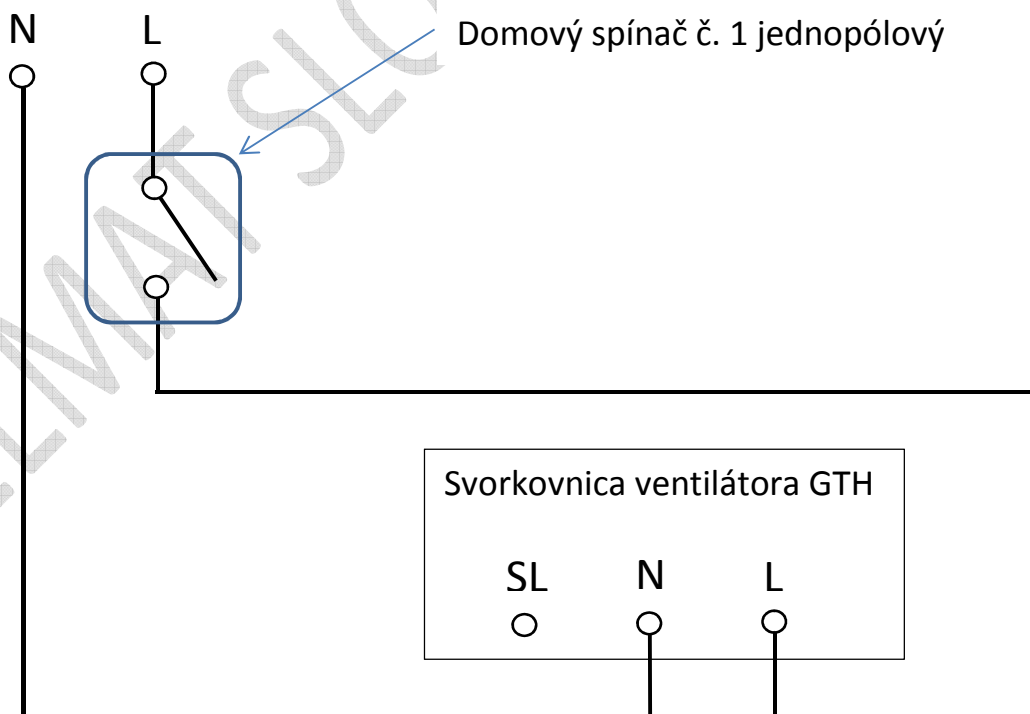 N L
Domový spínač č. 1 jednopólový
Svorkovnica ventilátora GTH
SL N L